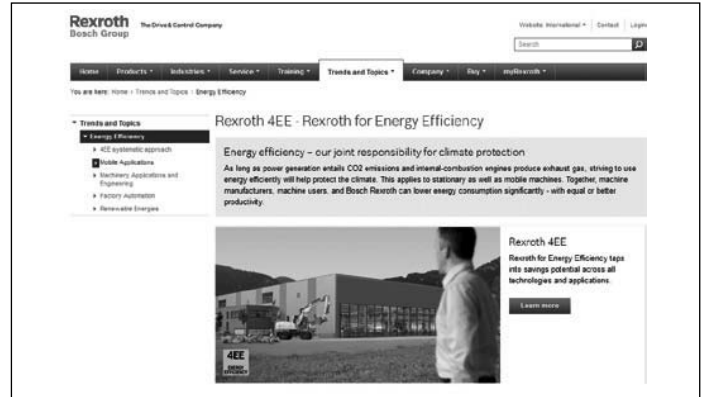 Rexroth
Bosch Group
The Drive & Control Company
Website: International Contact Login
Search
Home Products Industries Service Training Trends and Topics Company Buy myRexroth
You are here: Home Trends and Topics Energy Efficiency
Trends and Topics
Energy Efficiency
4EE systematic approach
Mobile Applications
Machinery Applications and
Engineering
Factory Automation
Renewable Energies
Rexroth 4EE - Rexroth for Energy Efficiency
Energy efficiency – our joint responsibility for climate protection
As long as power generation entails CO2 emissions and internal-combustion engines produce exhaust gas, striving to use
energy efficiently will help protect the climate. This applies to stationary as well as mobile machines. Together, machine
manufacturers, machine users, and Bosch Rexroth can lower energy consumption significantly - with equal or better
productivity.
4EE
ENERGY
EFFICIENCY
Rexroth 4EE
Rexroth for Energy Efficiency taps
into savings potential across all
technologies and applications.
Learn more